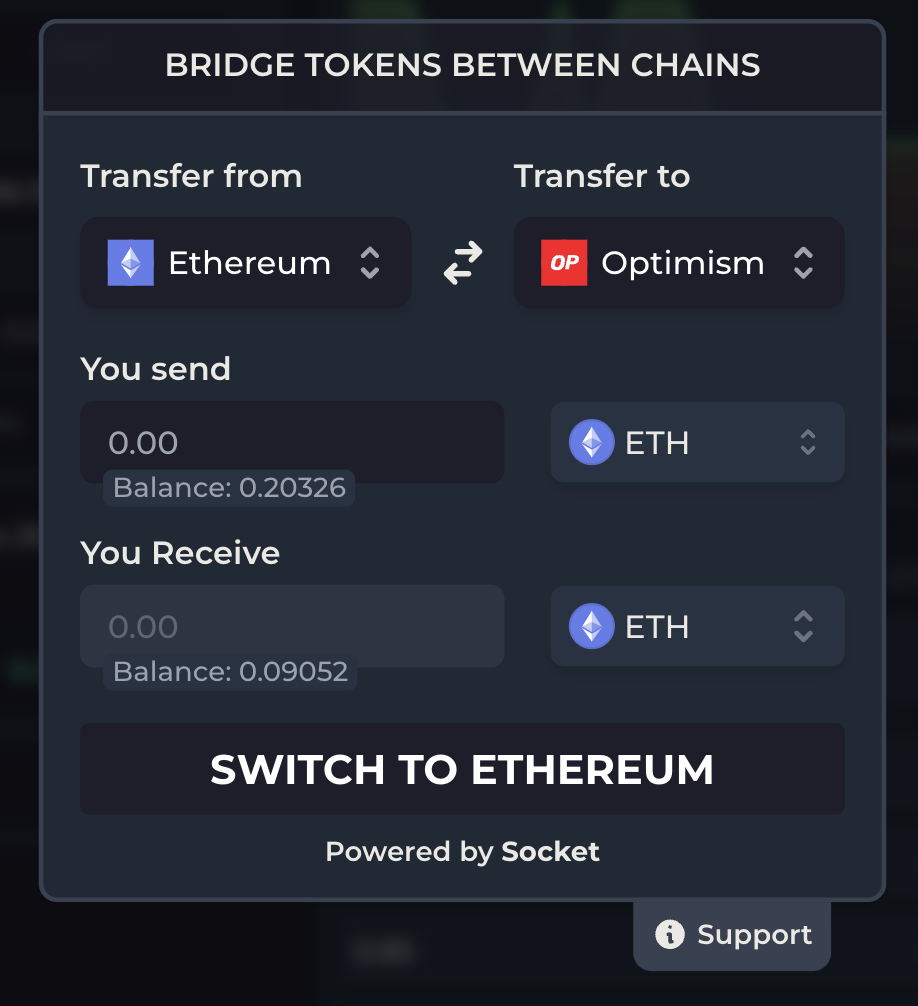 BRIDGE TOKENS BETWEEN CHAINS
Transfer from
Transfer to
Ethereum
OP Optimism
You send
0.00
ETH
Balance: 0.20326
You Receive
0.00
ETH
Balance: 0.09052
SWITCH TO ETHEREUM
Powered by Socket
Support